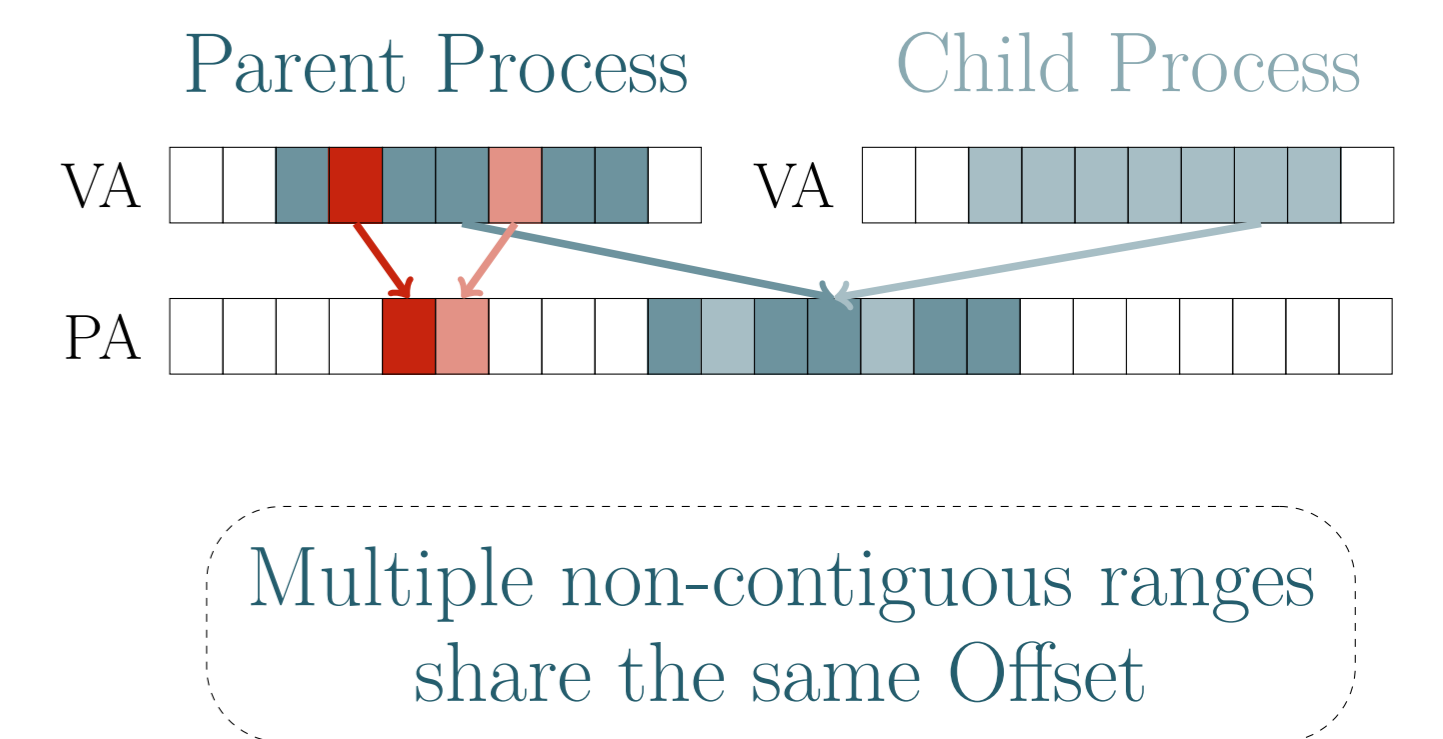 Parent Process
Child Process
VA
VA
PA
Multiple non-contiguous ranges
share the same Offset